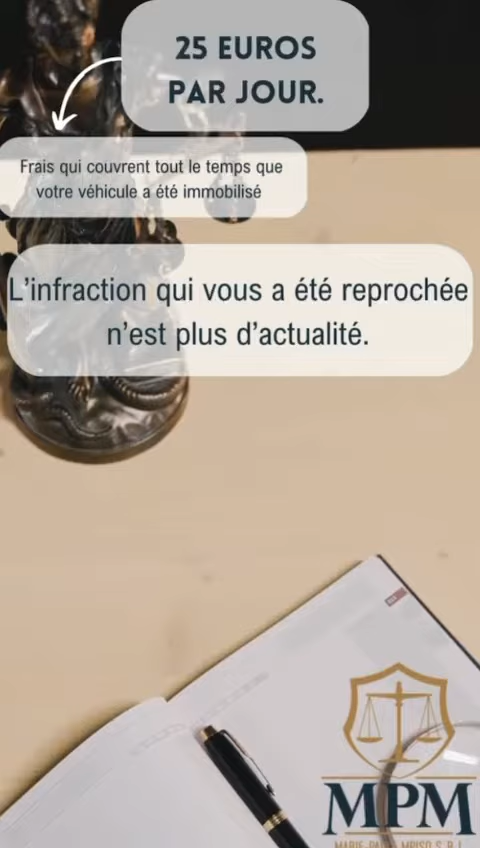 25 EUROS
PAR JOUR.
Frais qui couvrent tout le temps que
votre véhicule a été immobilisé
L'infraction qui vous a été reprochée
n'est plus d'actualité.
MPM